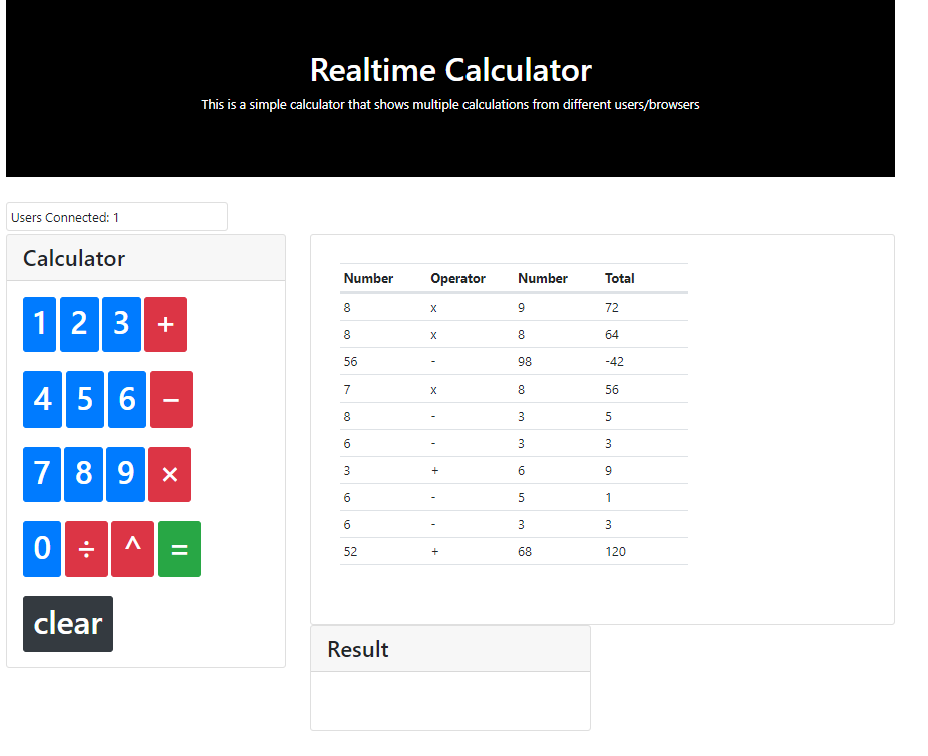 Realtime Calculator
This is a simple calculator that shows multiple calculations from different users/browsers
Users Connected: 1
Calculator
1 2 3 +
4 5 6 −
7 8 9 ×
0 ÷ ^ =
clear
Number Operator Number Total
8 x 9 72
8 x 8 64
56 - 98 -42
7 x 8 56
8 - 3 5
6 - 3 3
3 + 6 9
6 - 5 1
6 - 3 3
52 + 68 120
Result